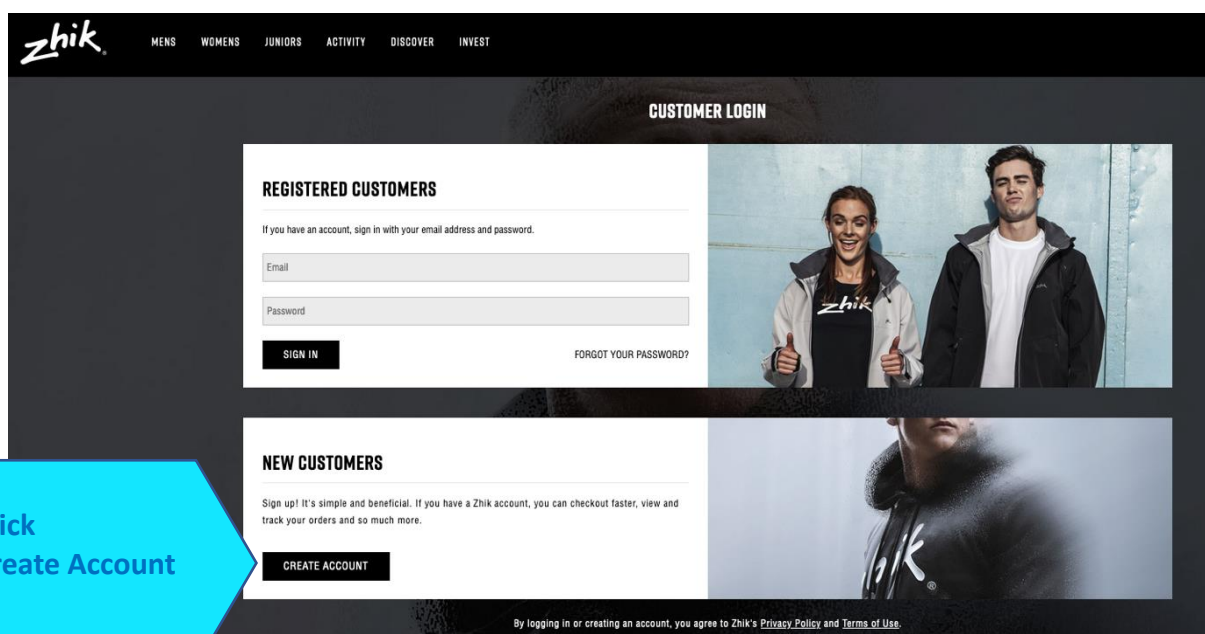 zhik
MENS WOMENS JUNIORS ACTIVITY DISCOVER INVEST
CUSTOMER LOGIN
REGISTERED CUSTOMERS
If you have an account, sign in with your email address and password.
Email
Password
SIGN IN
FORGOT YOUR PASSWORD?
zhik
NEW CUSTOMERS
Sign up! It's simple and beneficial. If you have a Zhik account, you can checkout faster, view and
track your orders and so much more.
CREATE ACCOUNT
ick
reate Account
By logging in or creating an account, you agree to Zhik's Privacy Policy and Terms of Use.